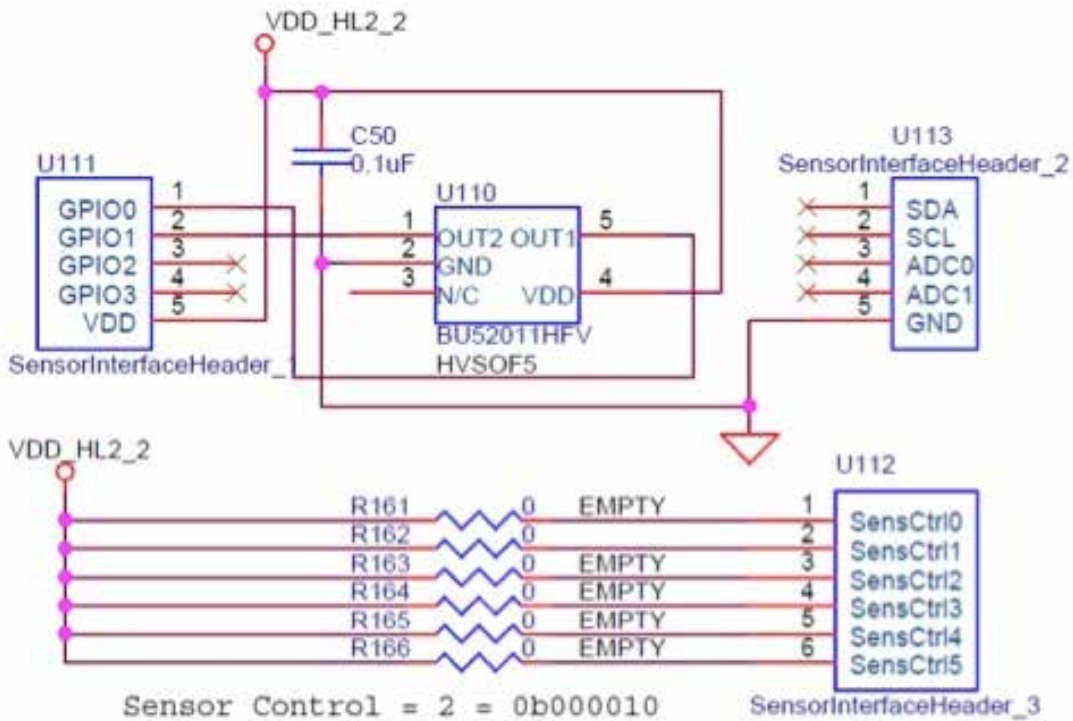 VDD_HL2_2
C50
0.1uF
U111
1
GPIO0
2
GPIO1
3
GPIO2
4
GPIO3
5
VDD
SensorInterfaceHeader_1
U110
1
OUT2
OUT1
5
2
GND
3
N/C
VDD
4
BU52011HFV
HVSOF5
U113
SensorInterfaceHeader_2
1
SDA
2
SCL
3
ADC0
4
ADC1
5
GND
VDD_HL2_2
U112
R161 0 EMPTY 1 SensCtrl0
R162 0 2 SensCtrl1
R163 0 EMPTY 3 SensCtrl2
R164 0 EMPTY 4 SensCtrl3
R165 0 EMPTY 5 SensCtrl4
R166 0 EMPTY 6 SensCtrl5
Sensor Control = 2 = 0b000010
SensorInterfaceHeader_3